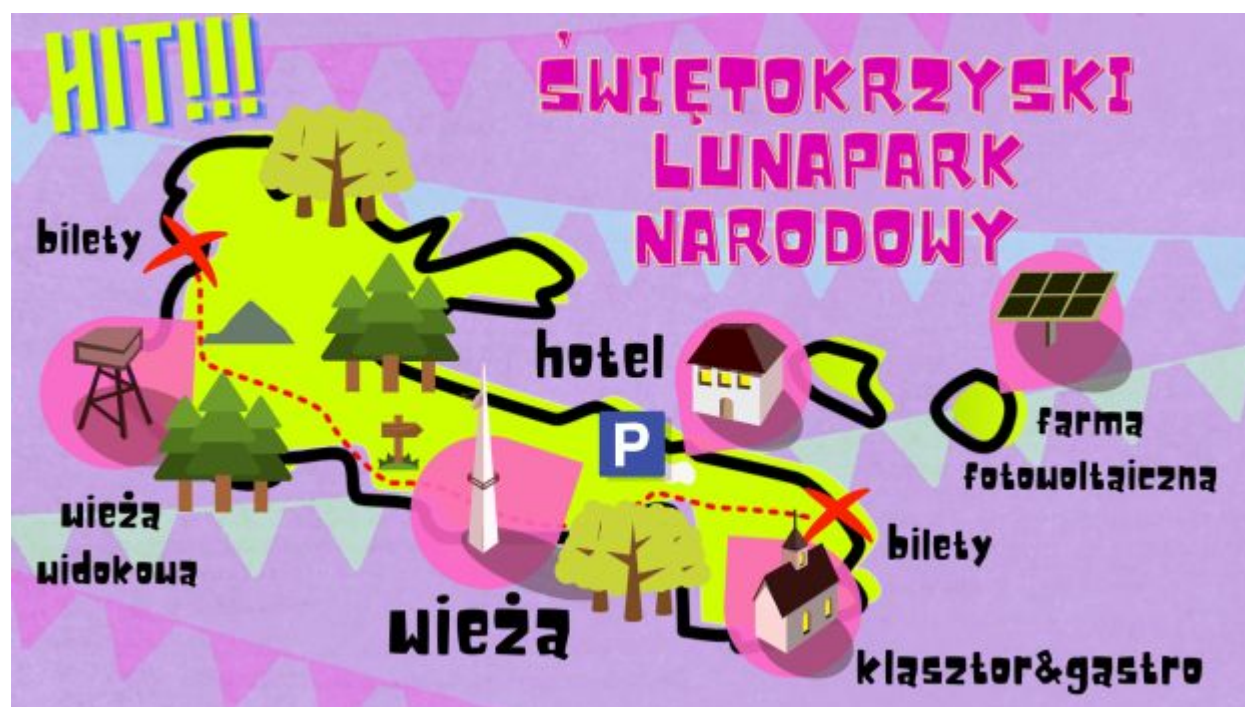 HIT!!!
ŚWIĘTOKRZYSKI
LUNAPARK
NARODOWY
bilety
hotel
P
farma
fotowoltaiczna
wieża
widokowa
bilety
wieża
klasztor&gastro